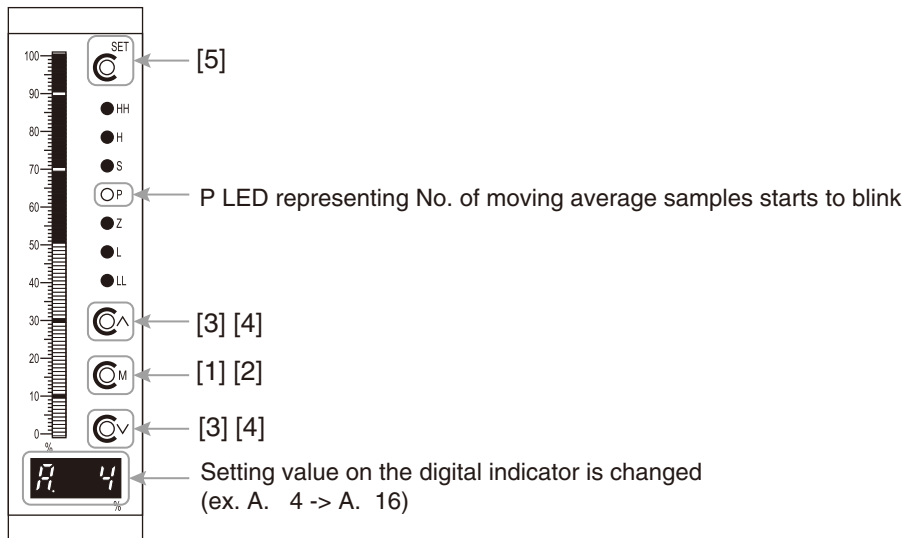 SET
100
[5]
90
HH
80
H
70
S
P
P LED representing No. of moving average samples starts to blink
60
Z
50
L
40
LL
30
[3] [4]
20
M
[1] [2]
10
0
[3] [4]
%
A. 4
%
Setting value on the digital indicator is changed
(ex. A. 4 -> A. 16)